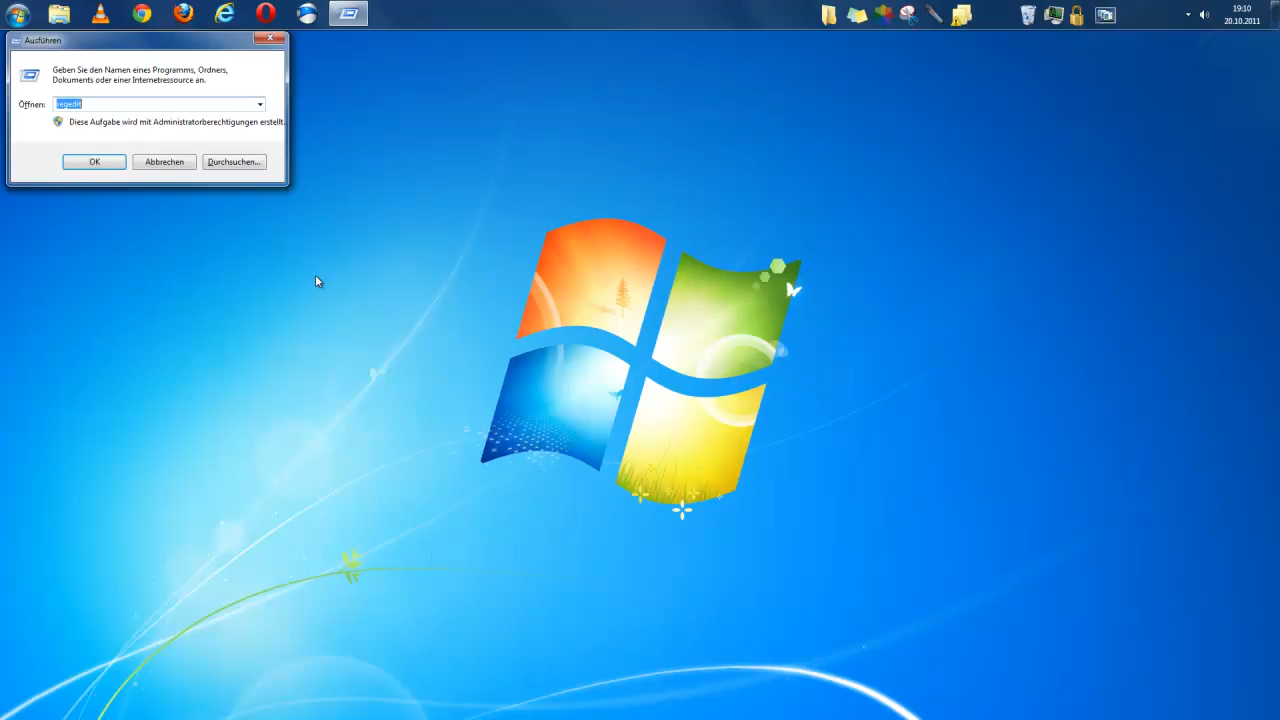 19:10
20.10.2011
Ausführen
Geben Sie den Namen eines Programms, Ordners,
Dokuments oder einer Internetressource an.
Öffnen: regedit
Diese Aufgabe wird mit Administratorberechtigungen erstellt.
OK Abbrechen Durchsuchen...